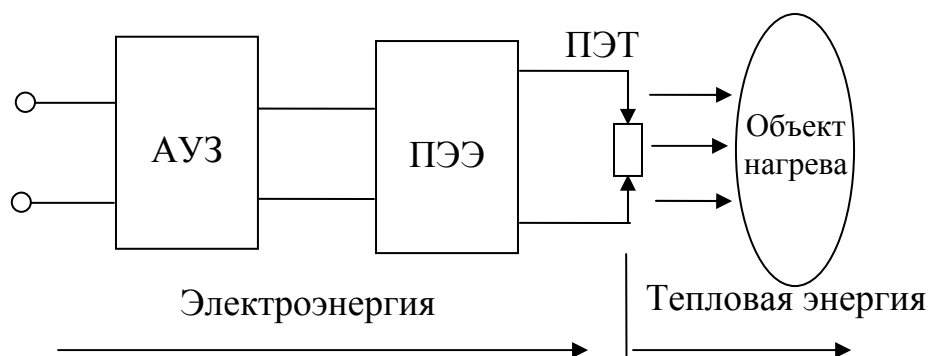 ПЭТ
АУЗ
ПЭЭ
Объект
нагрева
Электроэнергия
Тепловая энергия